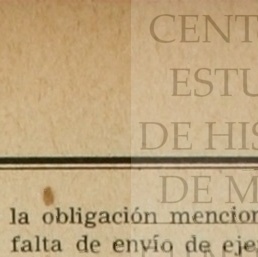 CENT
ESTU
DE HIS
DE M
la obligación mencion
falta de envío de eje